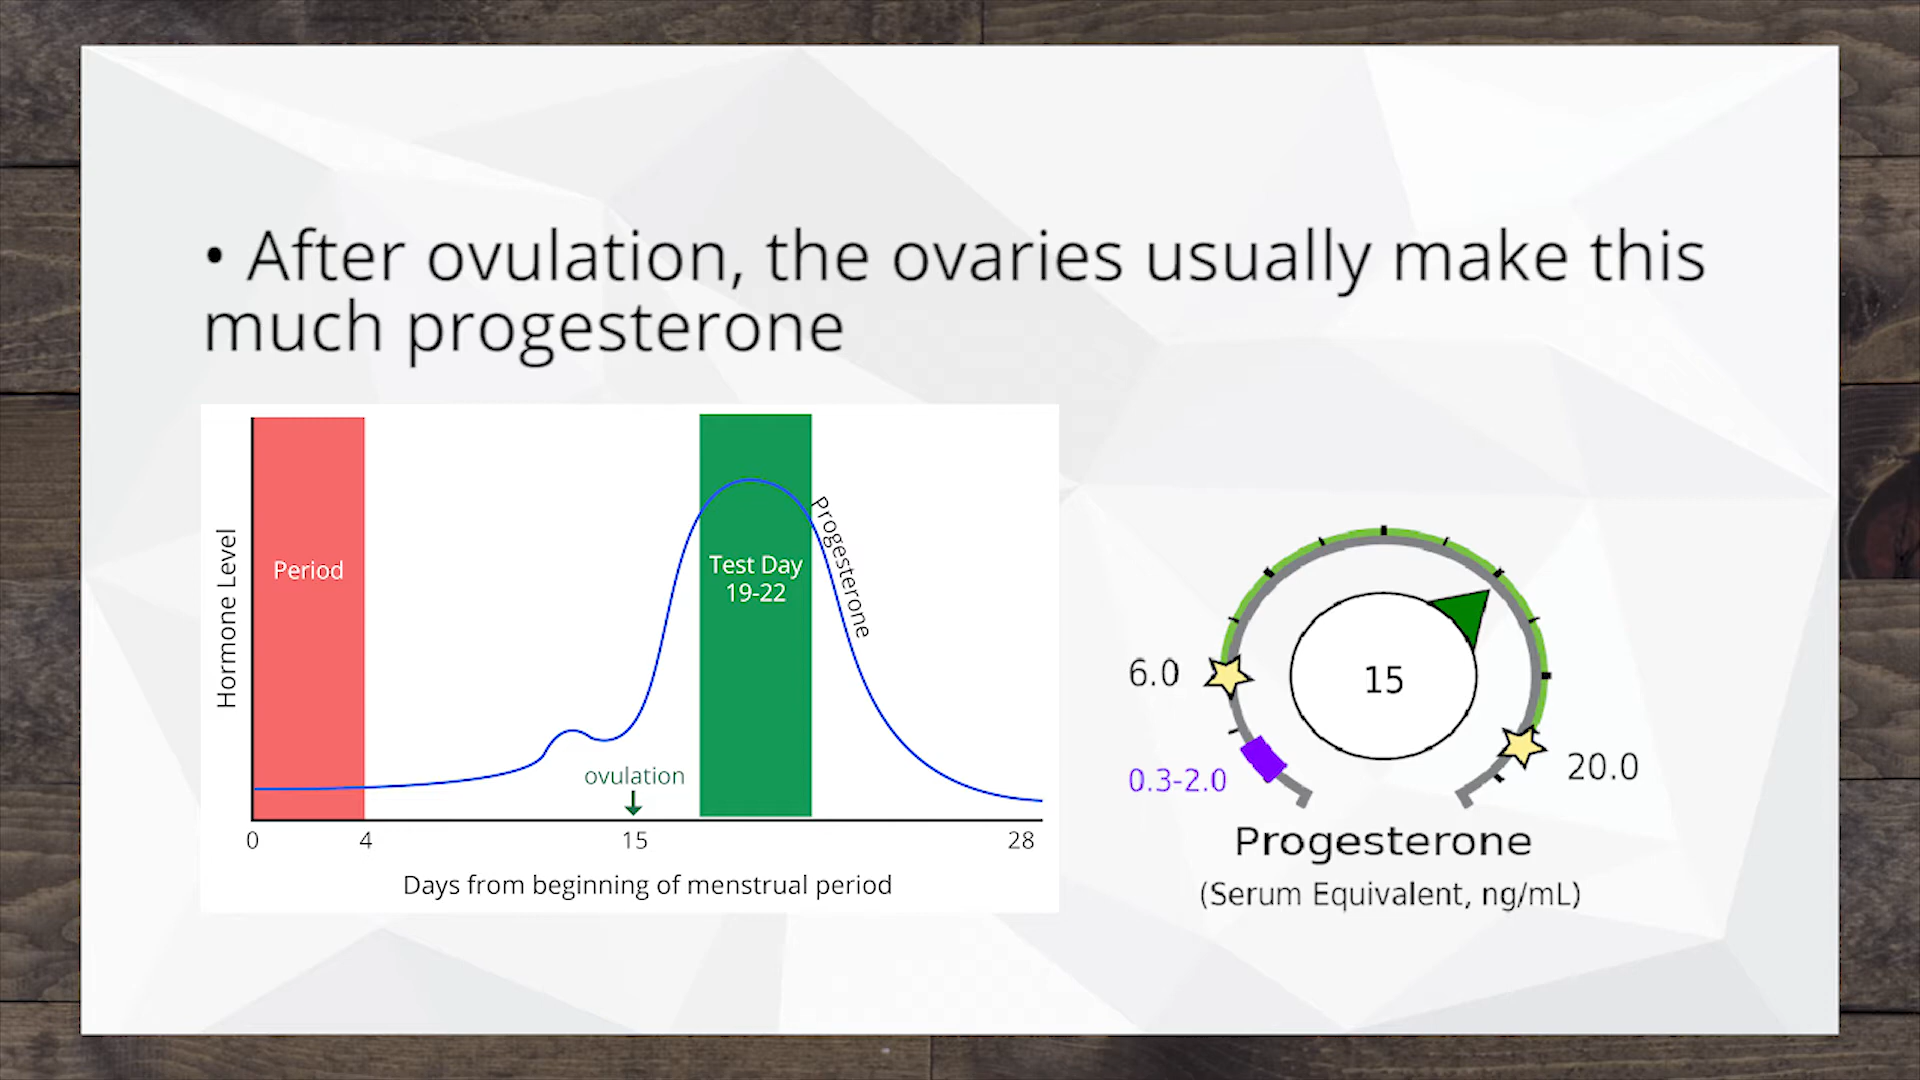 • After ovulation, the ovaries usually make this
much progesterone
Hormone Level
Period
Test Day
19-22
Progesterone
ovulation
0
4
15
28
Days from beginning of menstrual period
6.0
15
0.3-2.0
20.0
Progesterone
(Serum Equivalent, ng/mL)